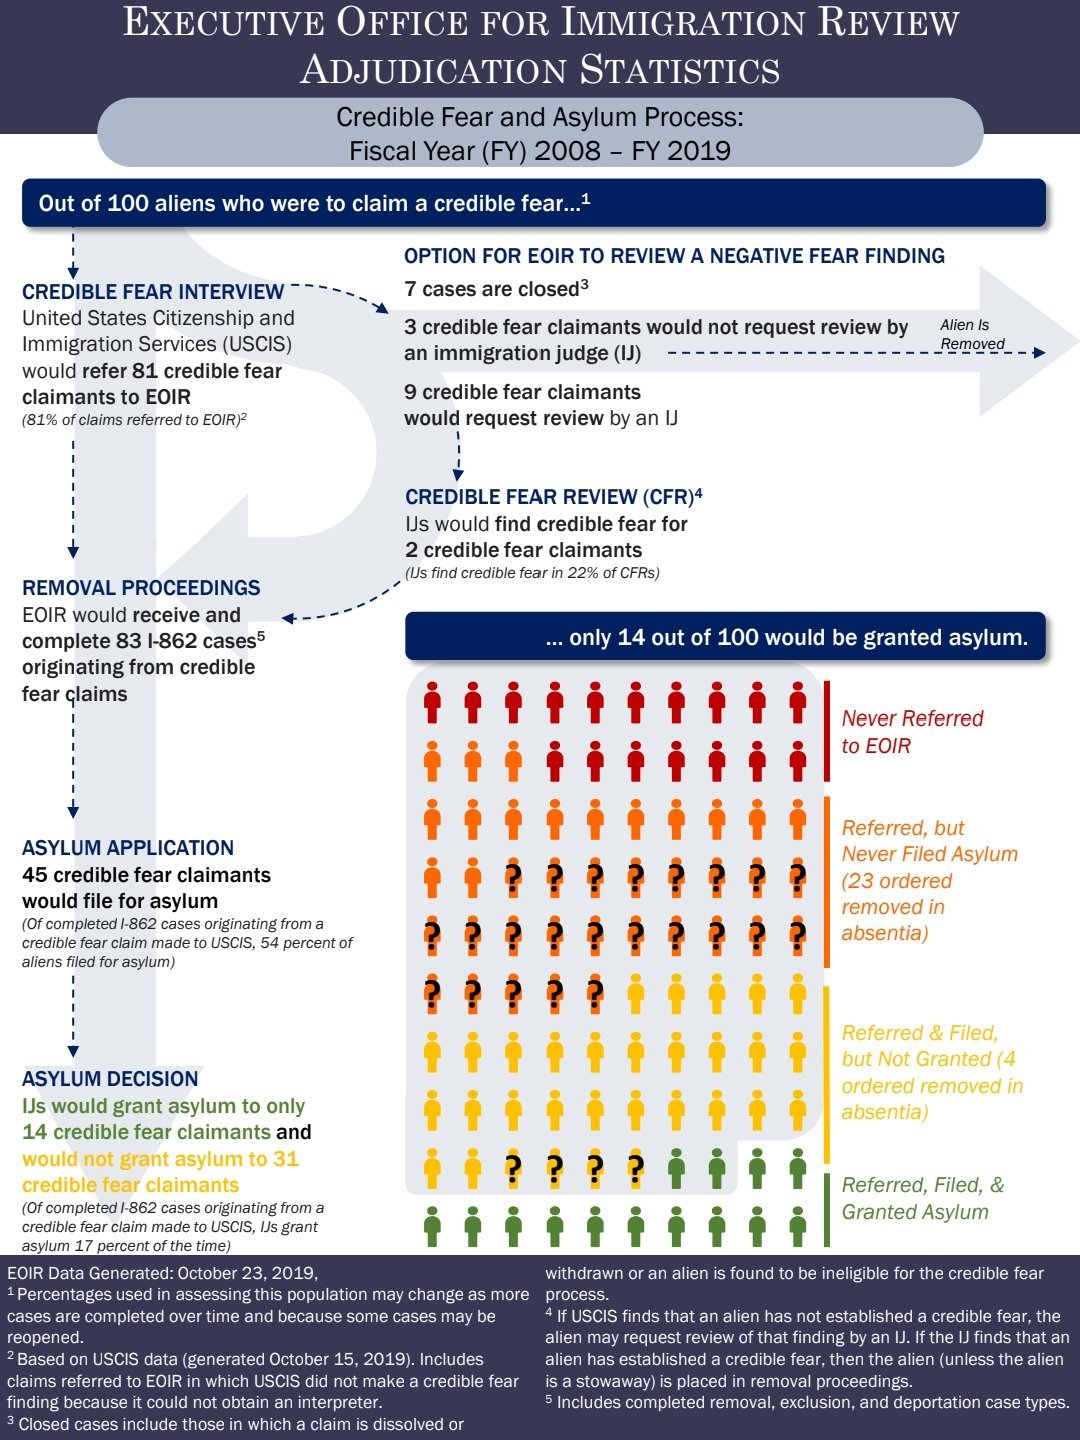 EXECUTIVE OFFICE FOR IMMIGRATION REVIEW
ADJUDICATION STATISTICS
Credible Fear and Asylum Process:
Fiscal Year (FY) 2008 – FY 2019
Out of 100 aliens who were to claim a credible fear...¹
CREDIBLE FEAR INTERVIEW
United States Citizenship and
Immigration Services (USCIS)
would refer 81 credible fear
claimants to EOIR
(81% of claims referred to EOIR)²
OPTION FOR EOIR TO REVIEW A NEGATIVE FEAR FINDING
7 cases are closed³
3 credible fear claimants would not request review by
an immigration judge (IJ)
Alien Is
Removed
9 credible fear claimants
would request review by an IJ
CREDIBLE FEAR REVIEW (CFR)⁴
IJs would find credible fear for
2 credible fear claimants
(IJs find credible fear in 22% of CFRs)
REMOVAL PROCEEDINGS
EOIR would receive and
complete 83 I-862 cases⁵
originating from credible
fear claims
... only 14 out of 100 would be granted asylum.
Never Referred
to EOIR
Referred, but
Never Filed Asylum
(23 ordered
removed in
absentia)
? ? ? ? ? ? ? ?
? ? ? ? ? ? ? ? ? ?
? ? ? ? ?
ASYLUM APPLICATION
45 credible fear claimants
would file for asylum
(Of completed I-862 cases originating from a
credible fear claim made to USCIS, 54 percent of
aliens filed for asylum)
Referred & Filed,
but Not Granted (4
ordered removed in
absentia)
? ? ? ?
ASYLUM DECISION
IJs would grant asylum to only
14 credible fear claimants and
would not grant asylum to 31
credible fear claimants
(Of completed I-862 cases originating from a
credible fear claim made to USCIS, IJs grant
asylum 17 percent of the time)
Referred, Filed, &
Granted Asylum
EOIR Data Generated: October 23, 2019,
¹ Percentages used in assessing this population may change as more
cases are completed over time and because some cases may be
reopened.
² Based on USCIS data (generated October 15, 2019). Includes
claims referred to EOIR in which USCIS did not make a credible fear
finding because it could not obtain an interpreter.
³ Closed cases include those in which a claim is dissolved or
withdrawn or an alien is found to be ineligible for the credible fear
process.
⁴ If USCIS finds that an alien has not established a credible fear, the
alien may request review of that finding by an IJ. If the IJ finds that an
alien has established a credible fear, then the alien (unless the alien
is a stowaway) is placed in removal proceedings.
⁵ Includes completed removal, exclusion, and deportation case types.